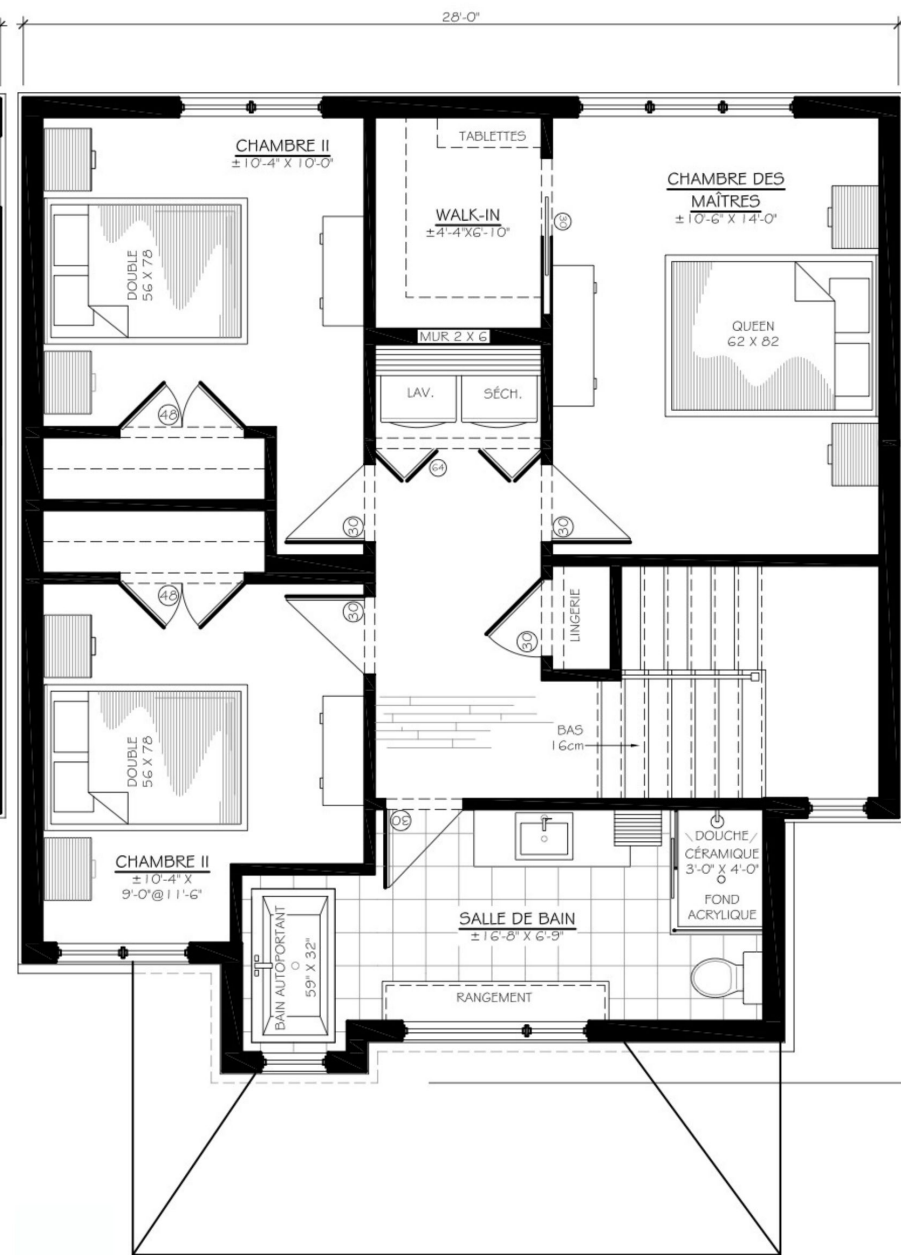 28'-0"
CHAMBRE II
±10'-4" X 10'-0"
DOUBLE
56 X 78
48
TABLETTES
WALK-IN
±4'-4"X6'-10"
30
CHAMBRE DES
MAÎTRES
±10'-6" X 14'-0"
QUEEN
62 X 82
MUR 2 X 6
LAV.
SÉCH.
64
30
30
48
30
30
LINGERIE
DOUBLE
56 X 78
BAS
16cm
CHAMBRE II
±10'-4" X
9'-0"@11'-6"
30
DOUCHE
CÉRAMIQUE
3'-0" X 4'-0"
FOND
ACRYLIQUE
SALLE DE BAIN
±16'-8" X 6'-9"
BAIN AUTOPORTANT
59" X 32"
RANGEMENT